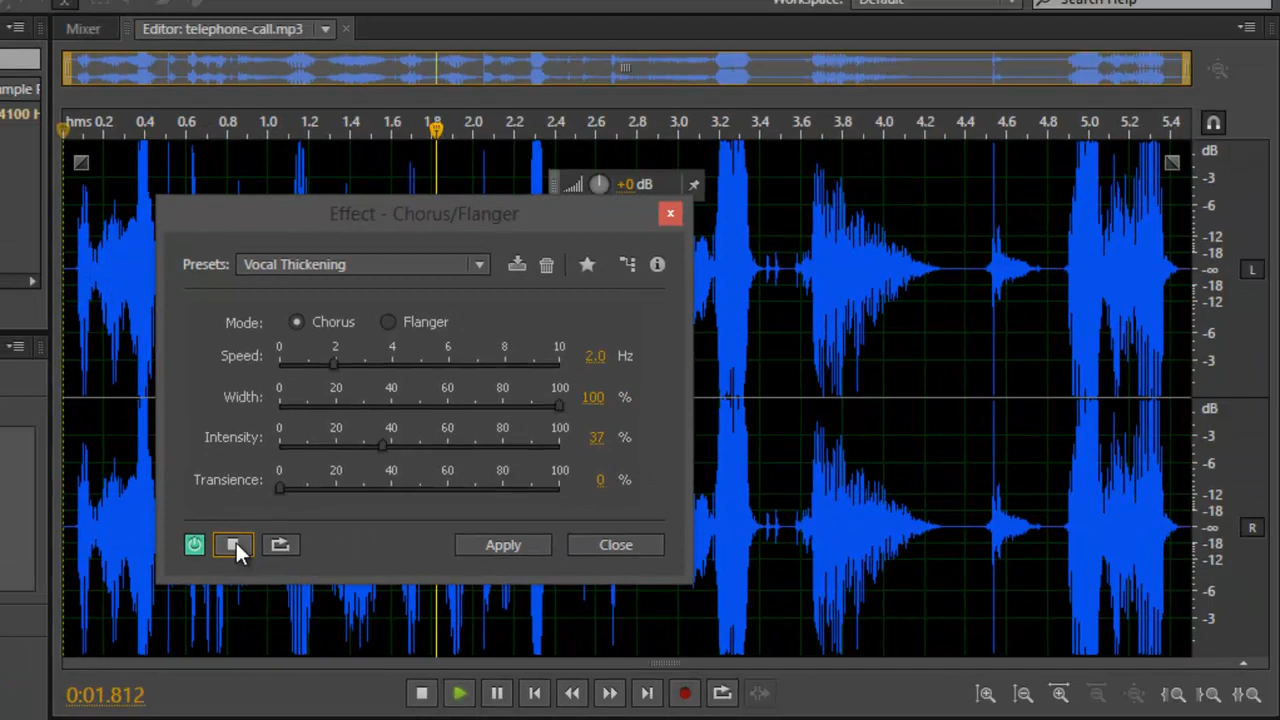 Workspace: Default Search Help
Mixer Editor: telephone-call.mp3
hms 0.2 0.4 0.6 0.8 1.0 1.2 1.4 1.6 1.8 2.0 2.2 2.4 2.6 2.8 3.0 3.2 3.4 3.6 3.8 4.0 4.2 4.4 4.6 4.8 5.0 5.2 5.4
4100 H
dB
+0 dB
-3
-6
-12
-18
-∞
-18
-12
-6
-3
L
Effect - Chorus/Flanger
x
Presets: Vocal Thickening
Mode: Chorus Flanger
0 2 4 6 8 10
Speed: 2.0 Hz
0 20 40 60 80 100
Width: 100 %
0 20 40 60 80 100
Intensity: 37 %
0 20 40 60 80 100
Transience: 0 %
Apply Close
dB
-3
-6
-12
-18
-∞
-18
-12
-6
-3
R
0:01.812